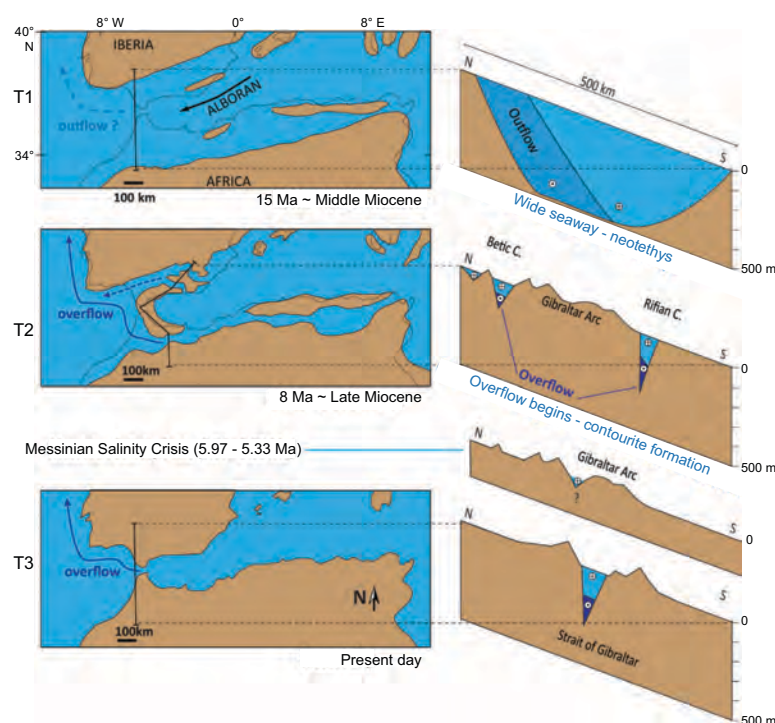 8° W 0° 8° E
40°
N
IBERIA
T1
ALBORAN
outflow ?
34°
AFRICA
100 km
15 Ma ~ Middle Miocene
N
500 km
Outflow
S
0
Wide seaway - neotethys
500 m
T2
overflow
100km
8 Ma ~ Late Miocene
N
Betic C.
Gibraltar Arc
Rifian C.
S
0
Overflow
Overflow begins - contourite formation
500 m
Messinian Salinity Crisis (5.97 - 5.33 Ma)
N
Gibraltar Arc
?
S
0
T3
overflow
N
100km
Present day
N
S
0
Strait of Gibraltar
500 m